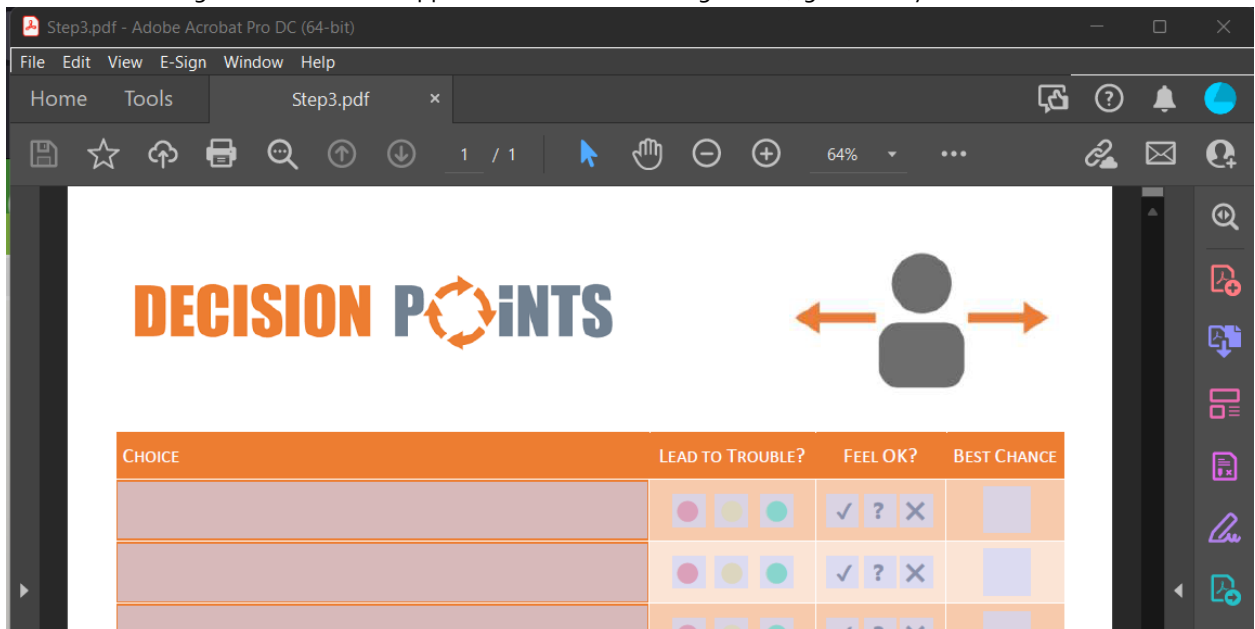 Step3.pdf - Adobe Acrobat Pro DC (64-bit)
File Edit View E-Sign Window Help
Home Tools Step3.pdf ×
1 / 1 64%
DECISION POiNTS
CHOICE LEAD TO TROUBLE? FEEL OK? BEST CHANCE
✓ ? ✕
✓ ? ✕